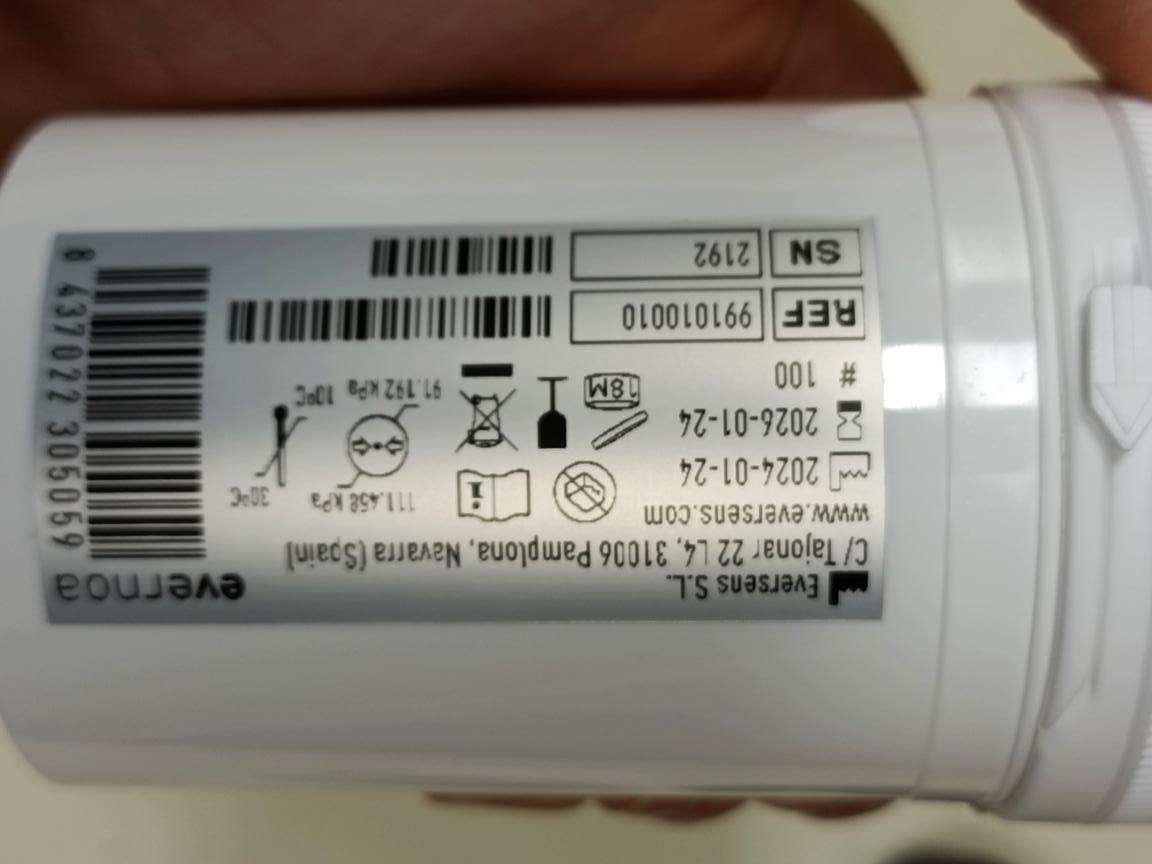 Eversens S.L.
C/ Tajonar 22 L4, 31006 Pamplona, Navarra (Spain)
www.eversens.com
2024-01-24
2026-01-24
# 100
REF 991010010
SN 2192
18M
111.458 kPa
91.192 kPa
30ºC
10ºC
evernoa
8 437022 305059